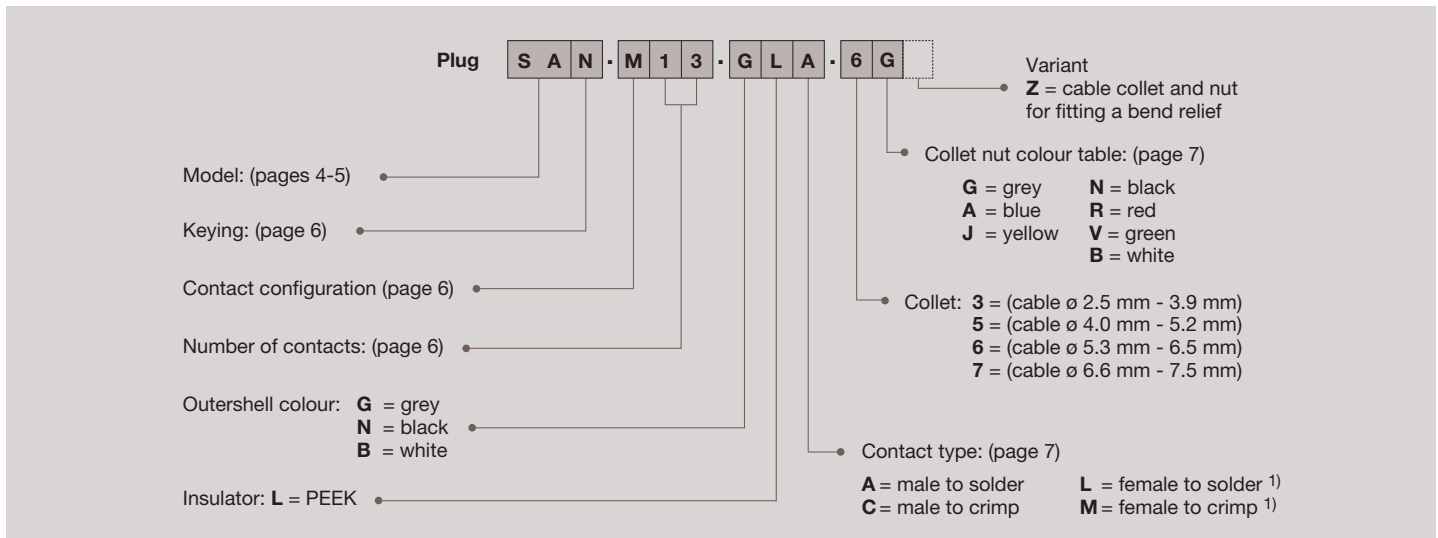 Plug S A N · M 1 3 · G L A · 6 G
Variant
Z = cable collet and nut
for fitting a bend relief
Collet nut colour table: (page 7)
G = grey N = black
A = blue R = red
J = yellow V = green
B = white
Model: (pages 4-5)
Keying: (page 6)
Contact configuration (page 6)
Collet: 3 = (cable ø 2.5 mm - 3.9 mm)
5 = (cable ø 4.0 mm - 5.2 mm)
6 = (cable ø 5.3 mm - 6.5 mm)
7 = (cable ø 6.6 mm - 7.5 mm)
Number of contacts: (page 6)
Outershell colour: G = grey
N = black
B = white
Contact type: (page 7)
A = male to solder L = female to solder 1)
C = male to crimp M = female to crimp 1)
Insulator: L = PEEK